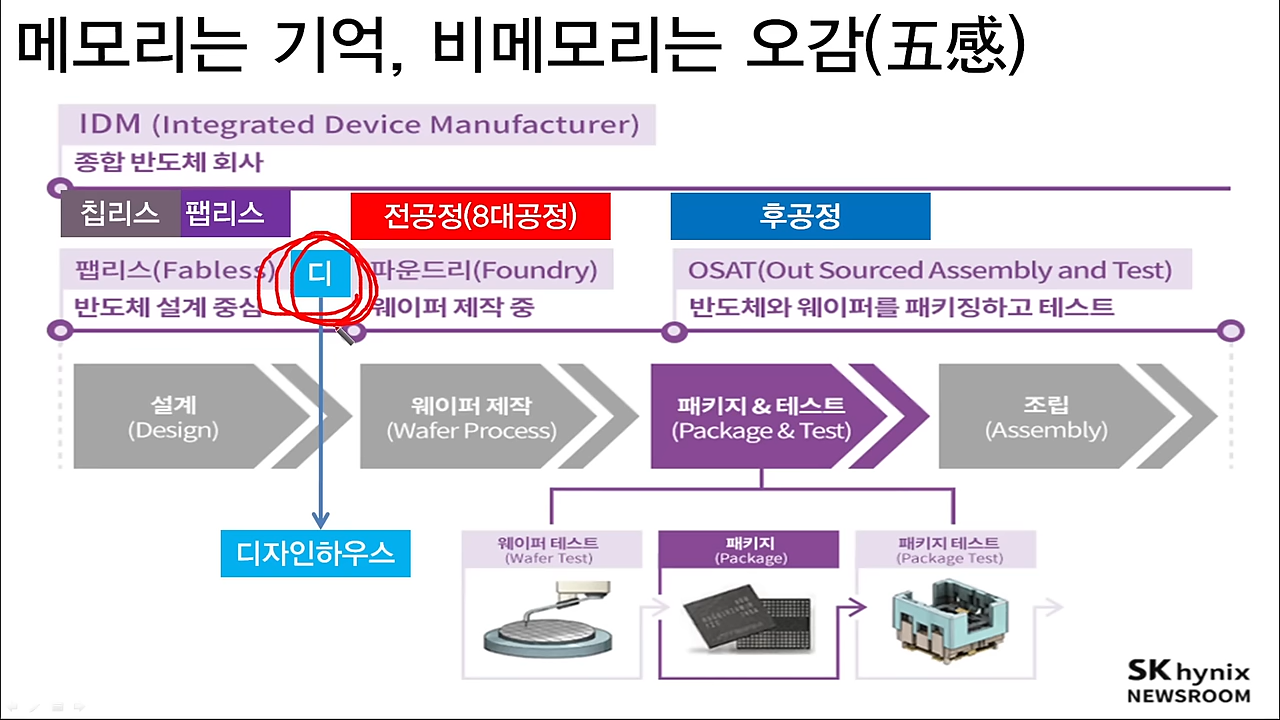 메모리는 기억, 비메모리는 오감(五感)
IDM (Integrated Device Manufacturer)
종합 반도체 회사
칩리스 팹리스 전공정(8대공정) 후공정
팹리스(Fabless) 디 파운드리(Foundry) OSAT(Out Sourced Assembly and Test)
반도체 설계 중심 웨이퍼 제작 중 반도체와 웨이퍼를 패키징하고 테스트
설계 웨이퍼 제작 패키지 & 테스트 조립
(Design) (Wafer Process) (Package & Test) (Assembly)
디자인하우스
웨이퍼 테스트 패키지 패키지 테스트
(Wafer Test) (Package) (Package Test)
SK hynix
NEWSROOM